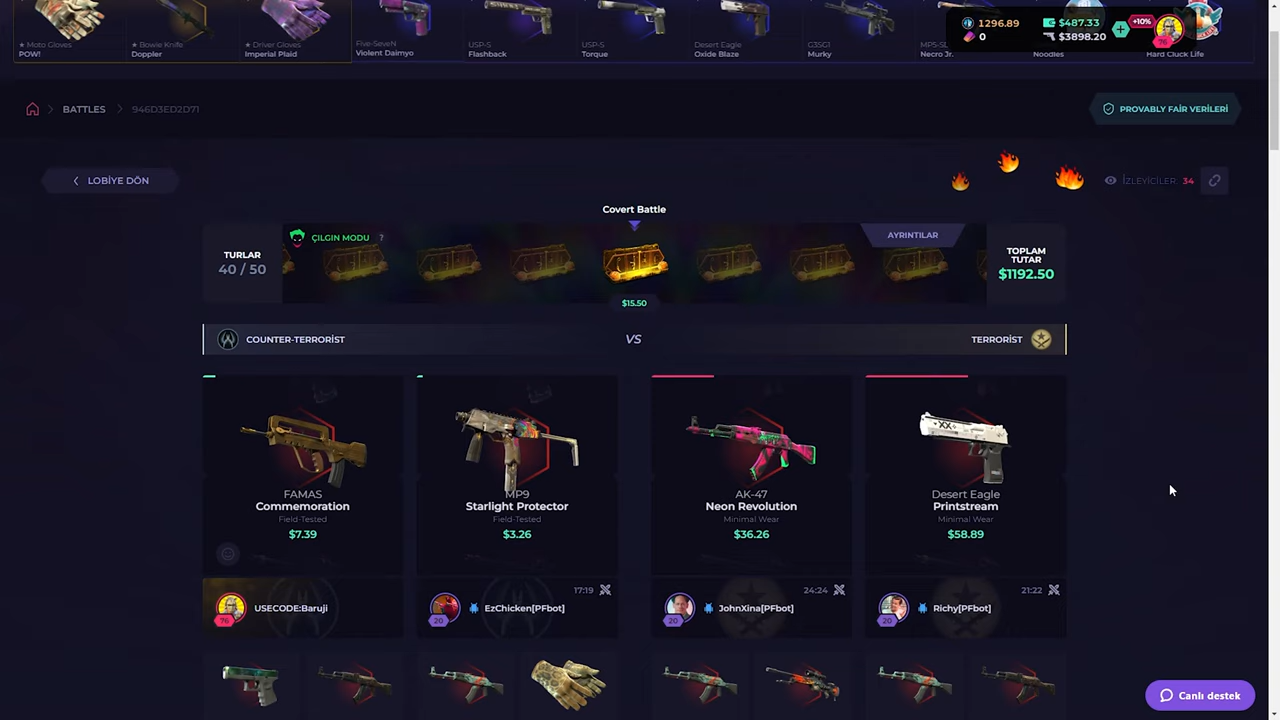 ★ Moto Gloves
POW!
★ Bowie Knife
Doppler
★ Driver Gloves
Imperial Plaid
Five-SeveN
Violent Daimyo
USP-S
Flashback
USP-S
Torque
Desert Eagle
Oxide Blaze
G3SG1
Murky
MP5-S
Necro Jr.
Noodles
Hard Cluck Life
1296.89
0
$487.33
$3898.20
+10%
76
BATTLES
946D3ED2D71
PROVABLY FAIR VERİLERİ
LOBİYE DÖN
İZLEYİCİLER: 34
Covert Battle
TURLAR
40 / 50
ÇILGIN MODU ?
AYRINTILAR
TOPLAM
TUTAR
$1192.50
$15.50
COUNTER-TERRORİST
VS
TERRORİST
FAMAS
Commemoration
Field-Tested
$7.39
MP9
Starlight Protector
Field-Tested
$3.26
AK-47
Neon Revolution
Minimal Wear
$36.26
Desert Eagle
Printstream
Minimal Wear
$58.89
76
USECODE:Baruji
17:19
20
EzChicken[PFbot]
24:24
20
JohnXina[PFbot]
21:22
20
Richy[PFbot]
Canlı destek